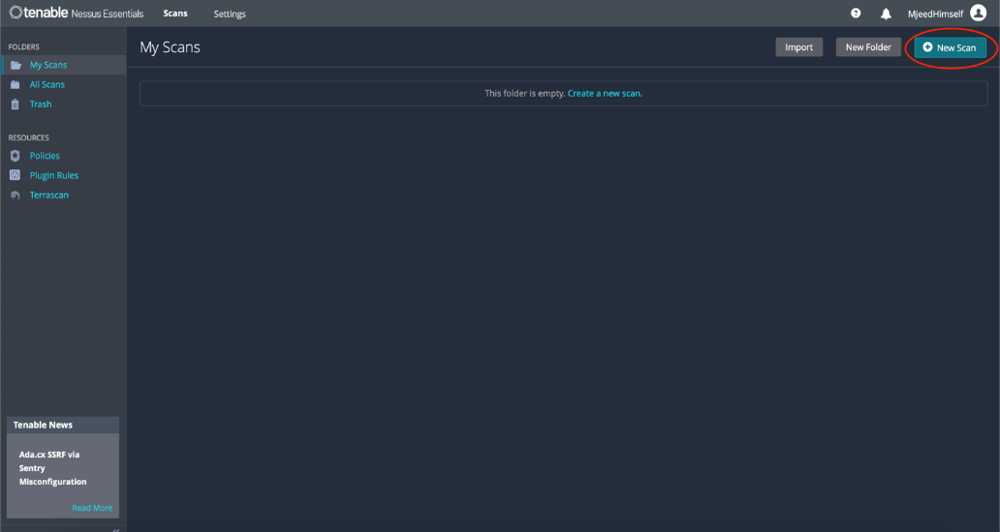 tenable Nessus Essentials Scans Settings MjeedHimself
FOLDERS
My Scans
All Scans
Trash
RESOURCES
Policies
Plugin Rules
Terrascan
Tenable News
Ada.cx SSRF via
Sentry
Misconfiguration
Read More
My Scans
Import New Folder New Scan
This folder is empty. Create a new scan.